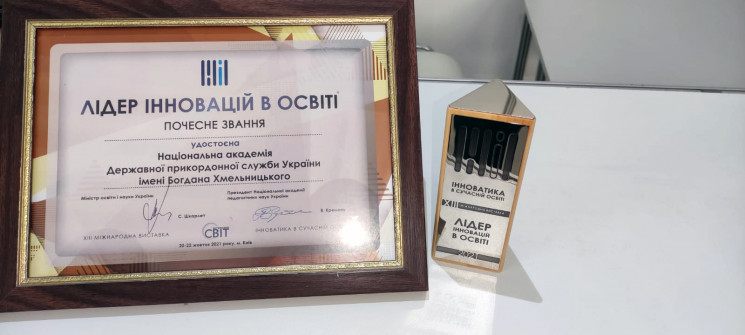 ЛІДЕР ІННОВАЦІЙ В ОСВІТІ
ПОЧЕСНЕ ЗВАННЯ
удостоєна
Національна академія
Державної прикордонної служби України
імені Богдана Хмельницького
Міністр освіти і науки України
Президент Національної академії
педагогічних наук України
С. Шкарлет
В. Кремень
XIII МІЖНАРОДНА ВИСТАВКА
СВІТ
ІННОВАТИКА В СУЧАСНІЙ
20-22 жовтня 2021 року, м. Київ
ІННОВАТИКА
В СУЧАСНІЙ ОСВІТІ
XIII
ЛІДЕР
ІННОВАЦІЙ
В ОСВІТІ
2021